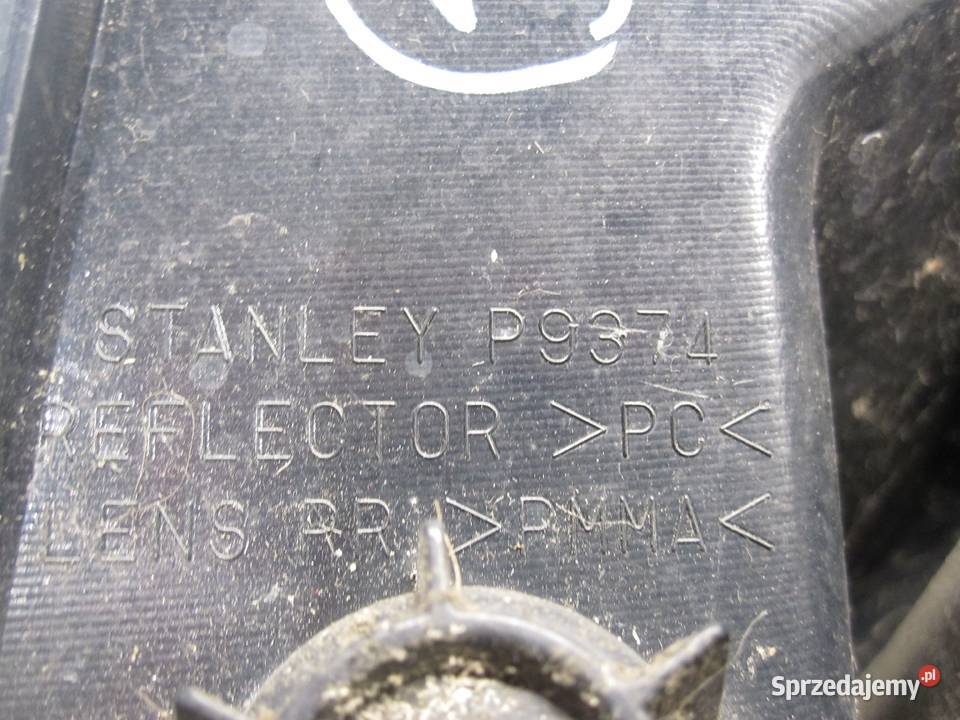 STANLEY P9374
REFLECTOR >PC<
LENS RR >PMMA<
Sprzedajemy.pl